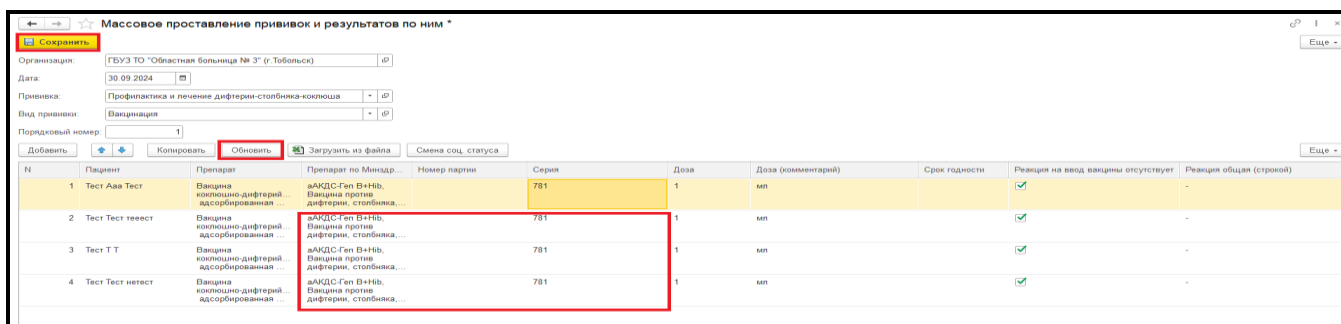 Массовое проставление прививок и результатов по ним *
Сохранить
Еще
Организация: ГБУЗ ТО "Областная больница № 3" (г.Тобольск)
Дата: 30.09.2024
Прививка: Профилактика и лечение дифтерии-столбняка-коклюша
Вид прививки: Вакцинация
Порядковый номер: 1
Добавить Копировать Обновить Загрузить из файла Смена соц. статуса Еще
N Пациент Препарат Препарат по Минздр... Номер партии Серия Доза Доза (комментарий) Срок годности Реакция на ввод вакцины отсутствует Реакция общая (строкой)
1 Тест Ааа Тест Вакцина аАКДС-Геп В+Hib, 781 1 мл -
коклюшно-дифтерий... Вакцина против
адсорбированная ... дифтерии, столбняка,...
2 Тест Тест тееест Вакцина аАКДС-Геп В+Hib, 781 1 мл -
коклюшно-дифтерий... Вакцина против
адсорбированная ... дифтерии, столбняка,...
3 Тест Т Т Вакцина аАКДС-Геп В+Hib, 781 1 мл -
коклюшно-дифтерий... Вакцина против
адсорбированная ... дифтерии, столбняка,...
4 Тест Тест нетест Вакцина аАКДС-Геп В+Hib, 781 1 мл -
коклюшно-дифтерий... Вакцина против
адсорбированная ... дифтерии, столбняка,...